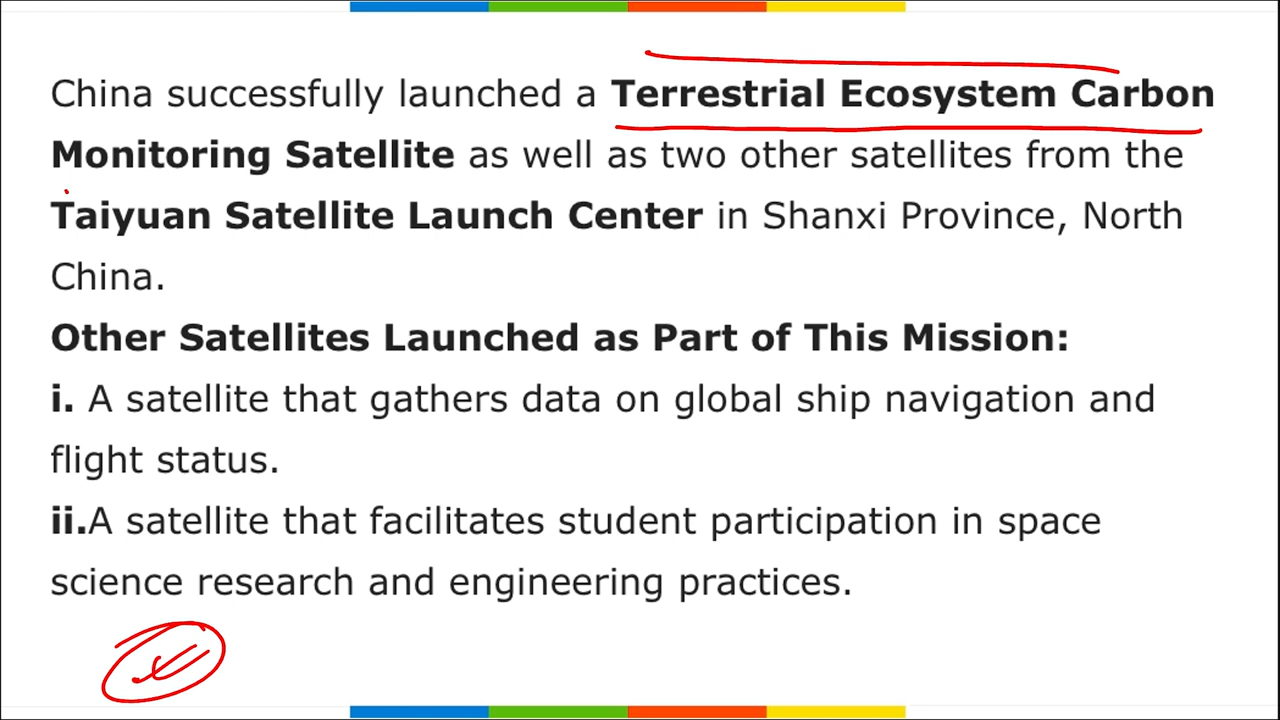 China successfully launched a Terrestrial Ecosystem Carbon
Monitoring Satellite as well as two other satellites from the
Taiyuan Satellite Launch Center in Shanxi Province, North
China.
Other Satellites Launched as Part of This Mission:
i. A satellite that gathers data on global ship navigation and
flight status.
ii.A satellite that facilitates student participation in space
science research and engineering practices.